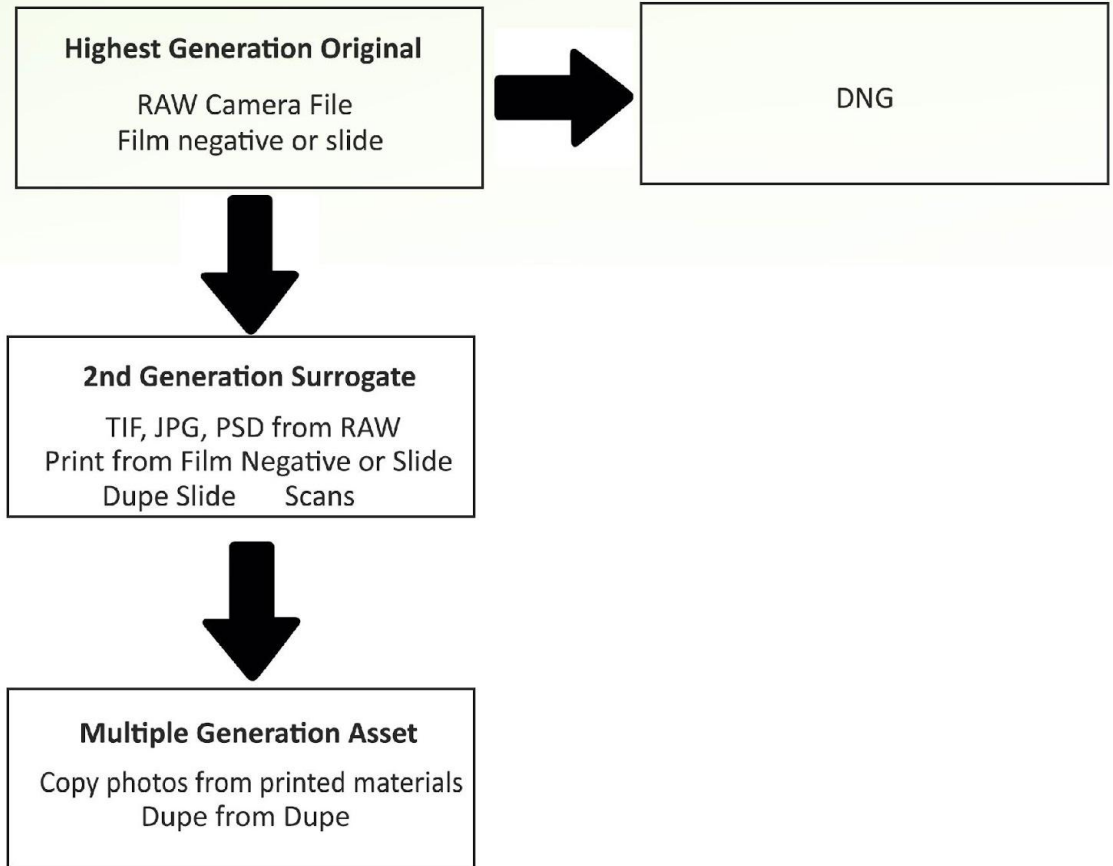 Highest Generation Original
RAW Camera File
Film negative or slide
DNG
2nd Generation Surrogate
TIF, JPG, PSD from RAW
Print from Film Negative or Slide
Dupe Slide Scans
Multiple Generation Asset
Copy photos from printed materials
Dupe from Dupe